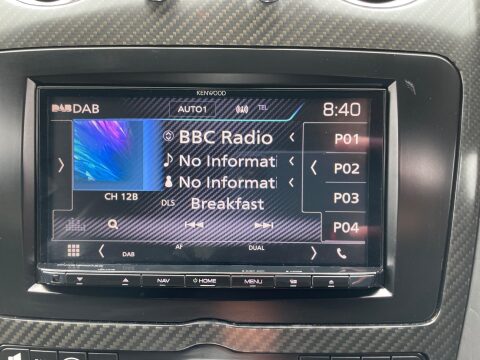 KENWOOD
DAB DAB AUTO1 TEL 8:40
BBC Radio
No Informati
No Informati
CH 12B DLS Breakfast
P01
P02
P03
P04
DAB AF DUAL
NAV HOME MENU